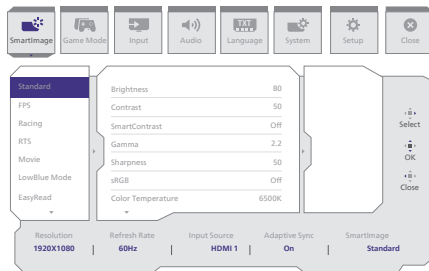 SmartImage
Game Mode
Input
Audio
TXT
Language
System
Setup
Close
Standard
FPS
Racing
RTS
Movie
LowBlue Mode
EasyRead
Brightness 80
Contrast 50
SmartContrast Off
Gamma 2.2
Sharpness 50
sRGB Off
Color Temperature 6500K
Select
OK
Close
Resolution Refresh Rate Input Source Adaptive Sync SmartImage
1920X1080 | 60Hz | HDMI 1 | On | Standard